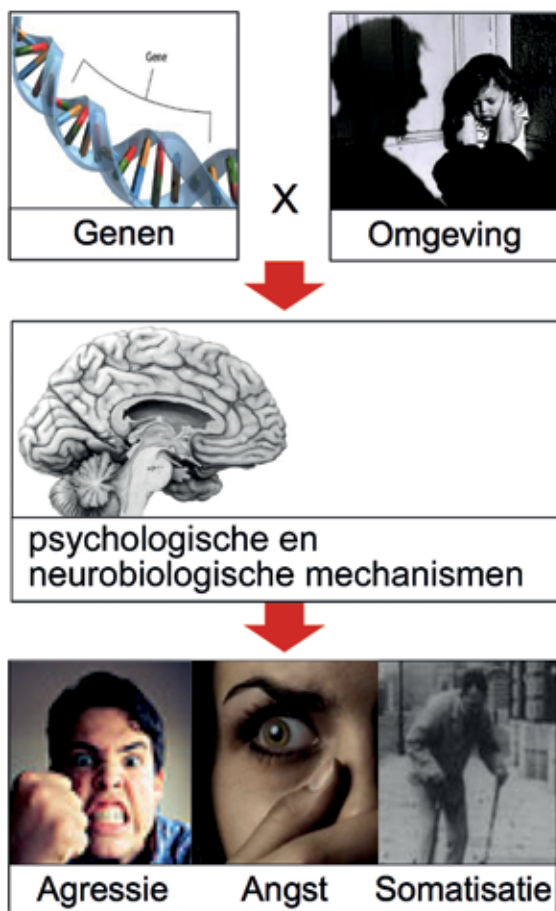 Gene
Genen
X
Omgeving
psychologische en
neurobiologische mechanismen
Agressie
Angst
Somatisatie